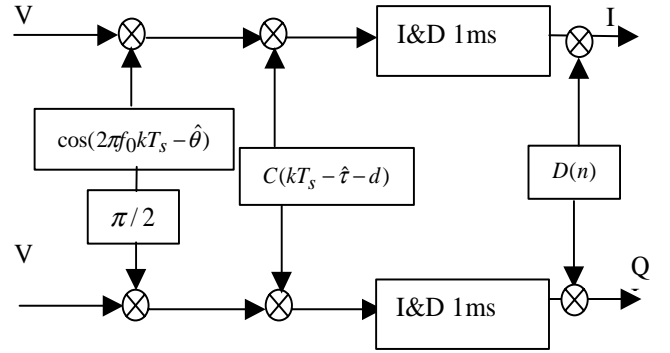 V
I&D 1ms
I
cos(2πf₀kTₛ − θ̂)
C(kTₛ − τ̂ − d)
D(n)
π / 2
V
I&D 1ms
Q